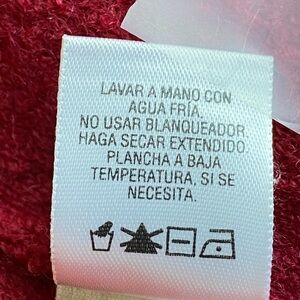 LAVAR A MANO CON
AGUA FRÍA.
NO USAR BLANQUEADOR.
HAGA SECAR EXTENDIDO.
PLANCHA A BAJA
TEMPERATURA, SI SE
NECESITA.